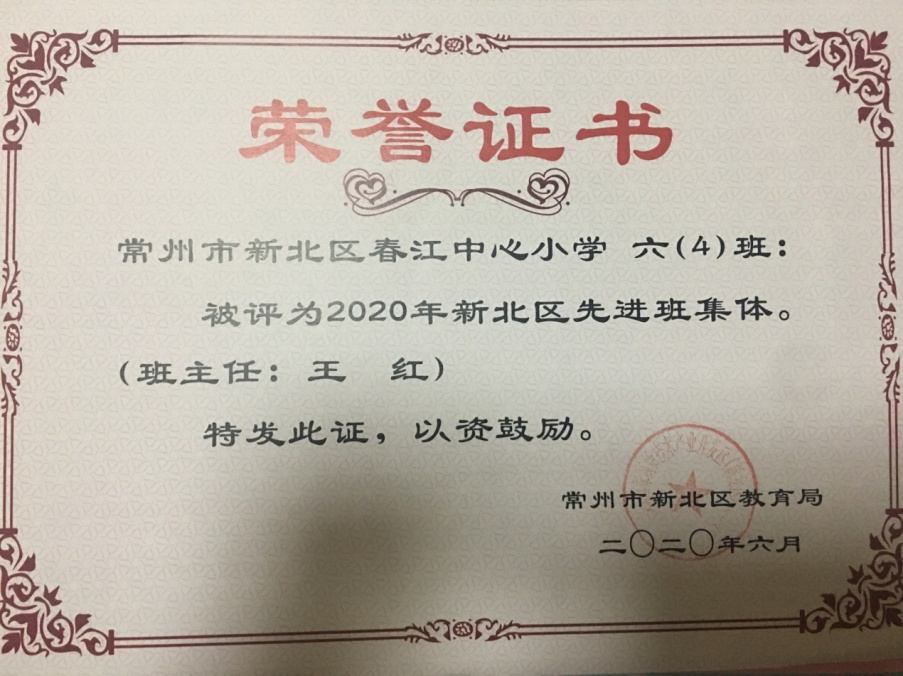 荣誉证书
常州市新北区春江中心小学 六(4)班：
被评为2020年新北区先进班集体。
(班主任：王 红)
特发此证，以资鼓励。
常州市新北区教育局
二〇二〇年六月